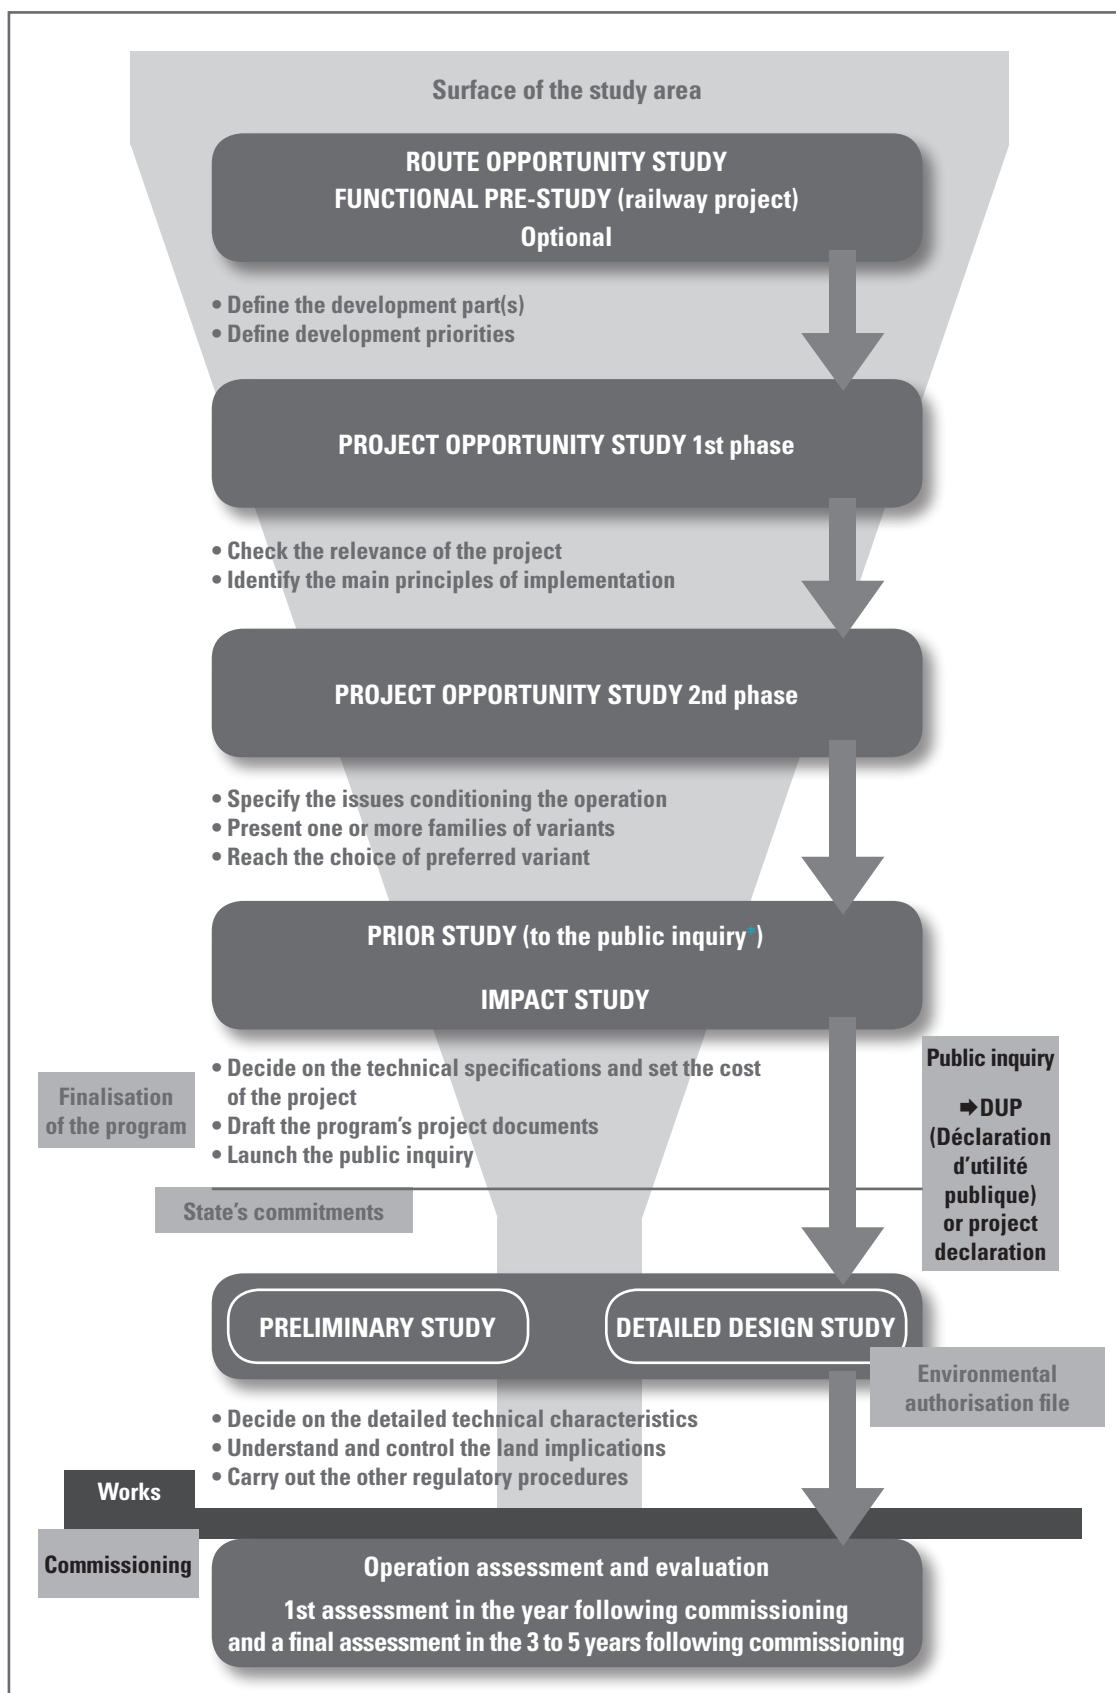 Surface of the study area
ROUTE OPPORTUNITY STUDY
FUNCTIONAL PRE-STUDY (railway project)
Optional
• Define the development part(s)
• Define development priorities
PROJECT OPPORTUNITY STUDY 1st phase
• Check the relevance of the project
• Identify the main principles of implementation
PROJECT OPPORTUNITY STUDY 2nd phase
• Specify the issues conditioning the operation
• Present one or more families of variants
• Reach the choice of preferred variant
PRIOR STUDY (to the public inquiry*)
IMPACT STUDY
• Decide on the technical specifications and set the cost
of the project
• Draft the program's project documents
• Launch the public inquiry
Finalisation
of the program
Public inquiry
➡DUP
(Déclaration
d'utilité
publique)
or project
declaration
State's commitments
PRELIMINARY STUDY
DETAILED DESIGN STUDY
Environmental
authorisation file
• Decide on the detailed technical characteristics
• Understand and control the land implications
• Carry out the other regulatory procedures
Works
Commissioning
Operation assessment and evaluation
1st assessment in the year following commissioning
and a final assessment in the 3 to 5 years following commissioning